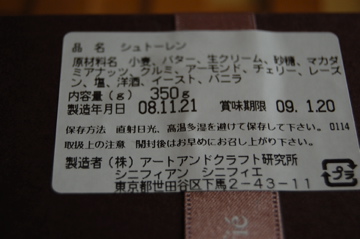 品 名 シュトーレン
原材料名 小麦、バター、生クリーム、砂糖、マカダ
ミアナッツ、クルミ、アーモンド、チェリー、レーズ
ン、塩、洋酒、イースト、バニラ
内容量(g) 350g
製造年月日 08.11.21 賞味期限 09. 1.20
保存方法 直射日光、高温多湿を避けて保存して下さい。 0114
取扱上の注意 開封後はお早めにお召し上がり下さい。
製造者 (株) アートアンドクラフト研究所
シニフィアン シニフィエ
東京都世田谷区下馬2-43-11
プラ